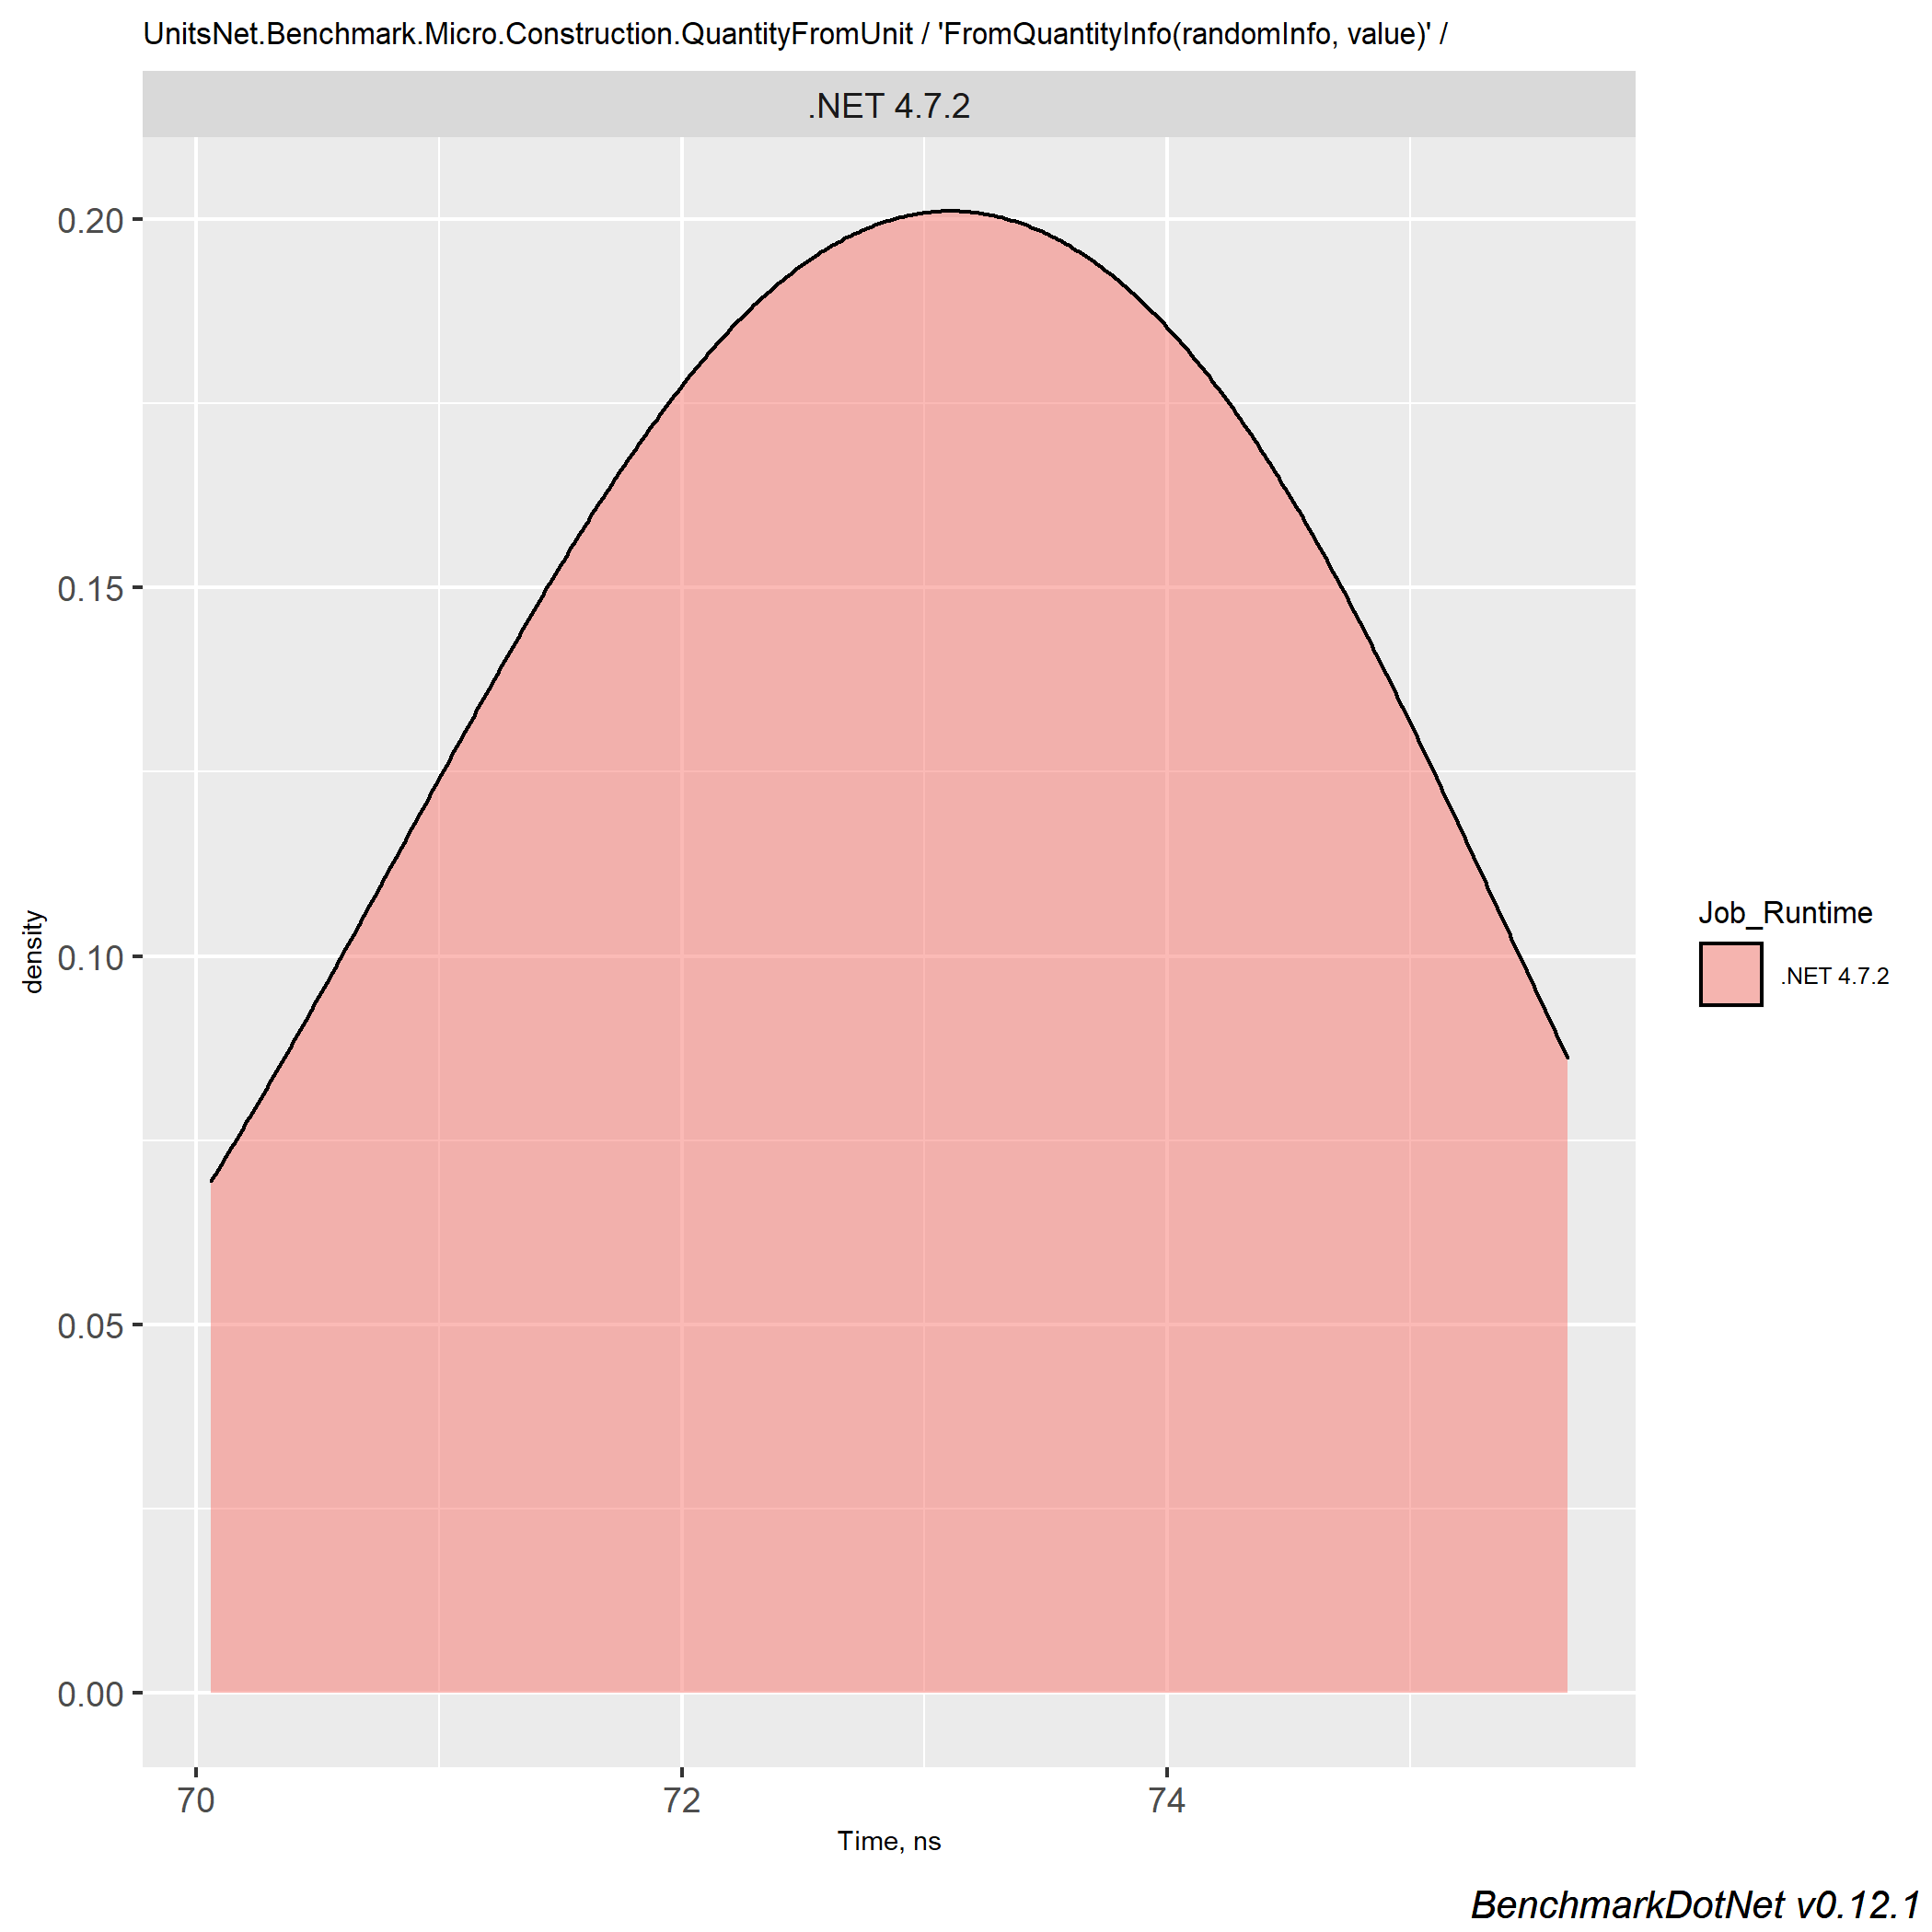 UnitsNet.Benchmark.Micro.Construction.QuantityFromUnit / 'FromQuantityInfo(randomInfo, value)' /
.NET 4.7.2
0.20
0.15
0.10
0.05
0.00
density
70 72 74
Time, ns
Job_Runtime
.NET 4.7.2
BenchmarkDotNet v0.12.1